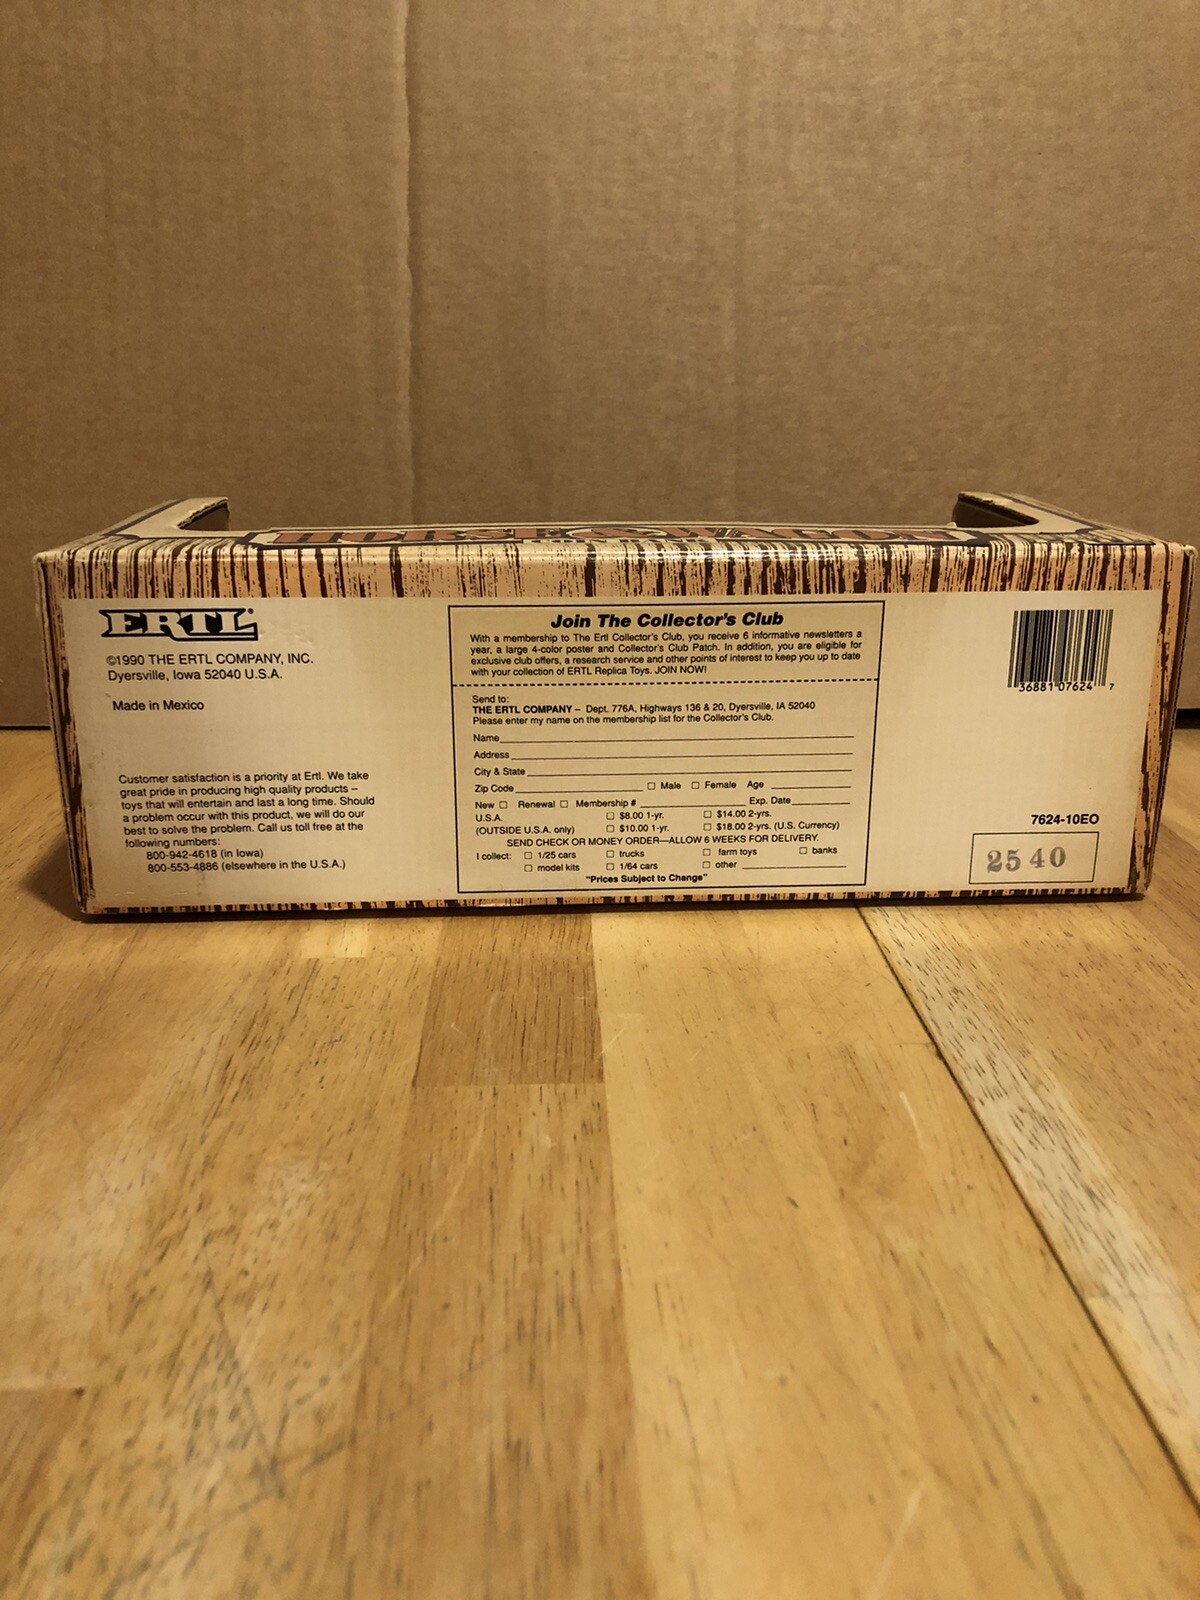 HORSE & WAGON
ERTL®
©1990 THE ERTL COMPANY, INC.
Dyersville, Iowa 52040 U.S.A.
Made in Mexico
Customer satisfaction is a priority at Ertl. We take
great pride in producing high quality products –
toys that will entertain and last a long time. Should
a problem occur with this product, we will do our
best to solve the problem. Call us toll free at the
following numbers:
800-942-4618 (in Iowa)
800-553-4886 (elsewhere in the U.S.A.)
Join The Collector's Club
With a membership to The Ertl Collector's Club, you receive 6 informative newsletters a
year, a large 4-color poster and Collector's Club Patch. In addition, you are eligible for
exclusive club offers, a research service and other points of interest to keep you up to date
with your collection of ERTL Replica Toys. JOIN NOW!
Send to:
THE ERTL COMPANY – Dept. 776A, Highways 136 & 20, Dyersville, IA 52040
Please enter my name on the membership list for the Collector's Club.
Name
Address
City & State
Zip Code Male Female Age
New Renewal Membership # Exp. Date
U.S.A. $8.00 1-yr. $14.00 2-yrs.
(OUTSIDE U.S.A. only) $10.00 1-yr. $18.00 2-yrs. (U.S. Currency)
SEND CHECK OR MONEY ORDER—ALLOW 6 WEEKS FOR DELIVERY.
I collect: 1/25 cars trucks farm toys banks
model kits 1/64 cars other
"Prices Subject to Change"
36881 07624 7
7624-10EO
2540